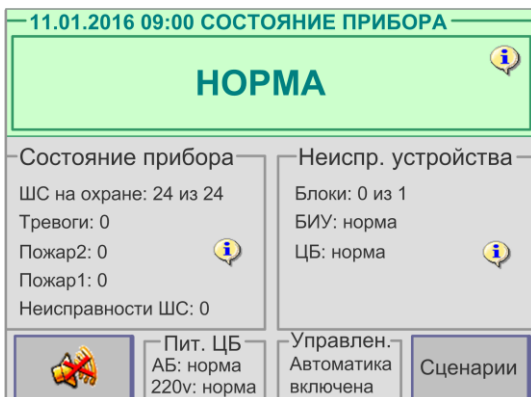 11.01.2016 09:00 СОСТОЯНИЕ ПРИБОРА
НОРМА
Состояние прибора
ШС на охране: 24 из 24
Тревоги: 0
Пожар2: 0
Пожар1: 0
Неисправности ШС: 0
Неиспр. устройства
Блоки: 0 из 1
БИУ: норма
ЦБ: норма
Пит. ЦБ
АБ: норма
220v: норма
Управлен.
Автоматика
включена
Сценарии